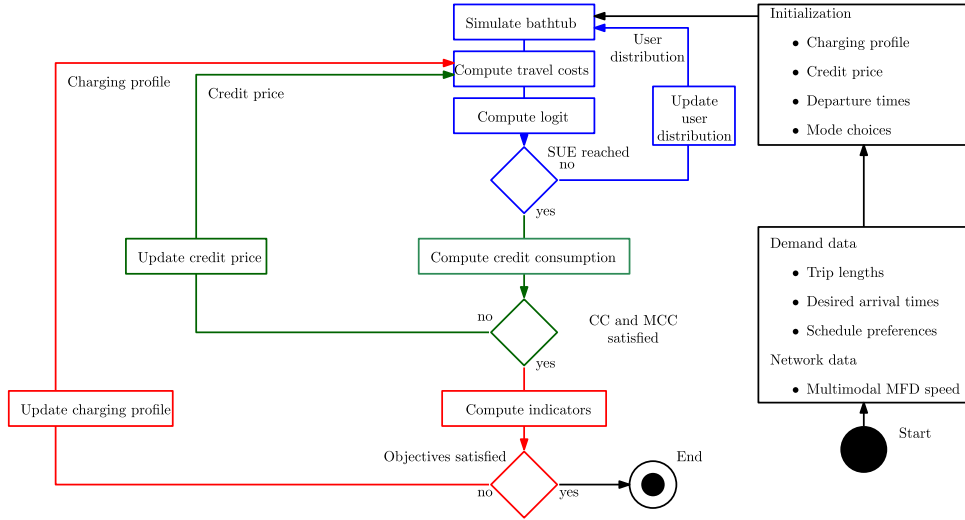 Simulate bathtub
Initialization
• Charging profile
• Credit price
• Departure times
• Mode choices
User
distribution
Compute travel costs
Charging profile
Credit price
Update
user
distribution
Compute logit
SUE reached
no
yes
Update credit price
Compute credit consumption
Demand data
• Trip lengths
• Desired arrival times
• Schedule preferences
Network data
• Multimodal MFD speed
no
CC and MCC
satisfied
yes
Update charging profile
Compute indicators
Start
Objectives satisfied
End
no
yes